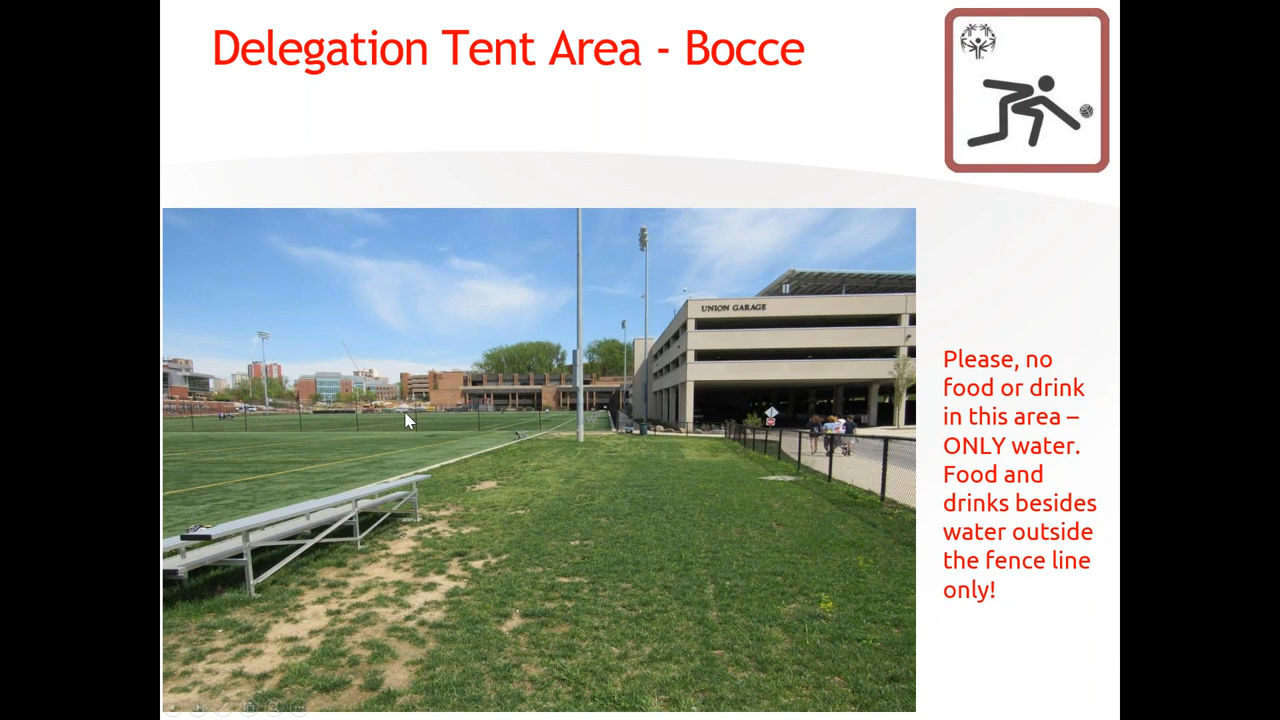 Delegation Tent Area - Bocce
UNION GARAGE
Please, no
food or drink
in this area –
ONLY water.
Food and
drinks besides
water outside
the fence line
only!